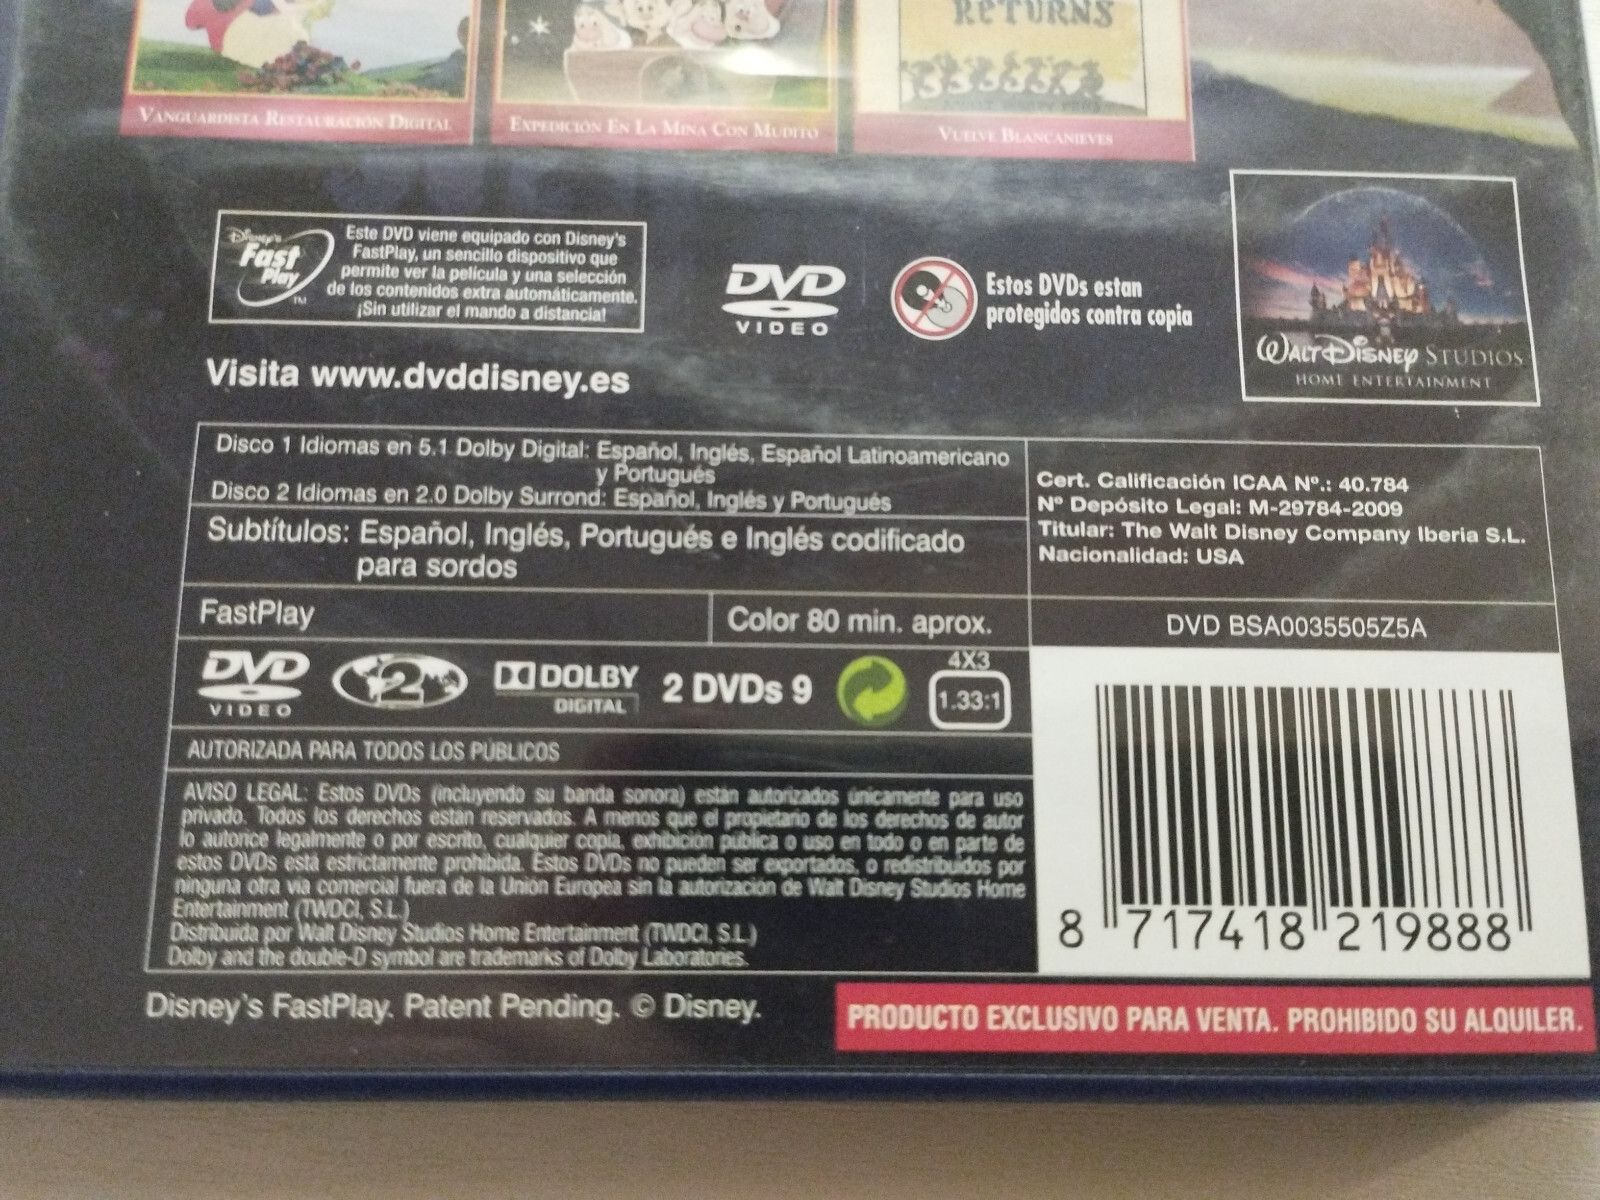 RETURNS
VANGUARDISTA RESTAURACIÓN DIGITAL
EXPEDICIÓN EN LA MINA CON MUDITO
VUELVE BLANCANIEVES
Disney's
Fast
Play
TM
Este DVD viene equipado con Disney's
FastPlay, un sencillo dispositivo que
permite ver la película y una selección
de los contenidos extra automáticamente.
¡Sin utilizar el mando a distancia!
DVD
VIDEO
Estos DVDs estan
protegidos contra copia
WALT DISNEY STUDIOS
HOME ENTERTAINMENT
Visita www.dvddisney.es
Disco 1 Idiomas en 5.1 Dolby Digital: Español, Inglés, Español Latinoamericano
y Portugués
Disco 2 Idiomas en 2.0 Dolby Surrond: Español, Inglés y Portugués
Subtítulos: Español, Inglés, Portugués e Inglés codificado
para sordos
FastPlay
Color 80 min. aprox.
DVD
VIDEO
2
DOLBY
DIGITAL
2 DVDs 9
4X3
1.33:1
AUTORIZADA PARA TODOS LOS PÚBLICOS
AVISO LEGAL: Estos DVDs (incluyendo su banda sonora) están autorizados únicamente para uso
privado. Todos los derechos están reservados. A menos que el propietario de los derechos de autor
lo autorice legalmente o por escrito, cualquier copia, exhibición pública o uso en todo o en parte de
estos DVDs está estrictamente prohibida. Estos DVDs no pueden ser exportados, o redistribuidos por
ninguna otra vía comercial fuera de la Unión Europea sin la autorización de Walt Disney Studios Home
Entertainment (TWDCI, S.L.)
Distribuida por Walt Disney Studios Home Entertainment (TWDCI, S.L.)
Dolby and the double-D symbol are trademarks of Dolby Laboratories.
Cert. Calificación ICAA Nº.: 40.784
Nº Depósito Legal: M-29784-2009
Titular: The Walt Disney Company Iberia S.L.
Nacionalidad: USA
DVD BSA0035505Z5A
8 717418 219888
Disney's FastPlay. Patent Pending. © Disney.
PRODUCTO EXCLUSIVO PARA VENTA. PROHIBIDO SU ALQUILER.